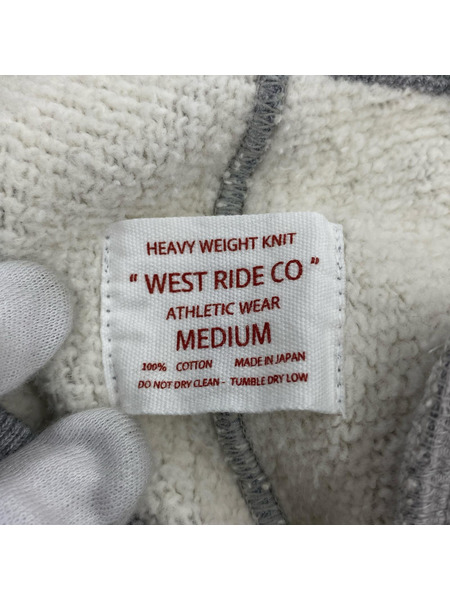 HEAVY WEIGHT KNIT
" WEST RIDE CO "
ATHLETIC WEAR
MEDIUM
100% COTTON MADE IN JAPAN
DO NOT DRY CLEAN - TUMBLE DRY LOW